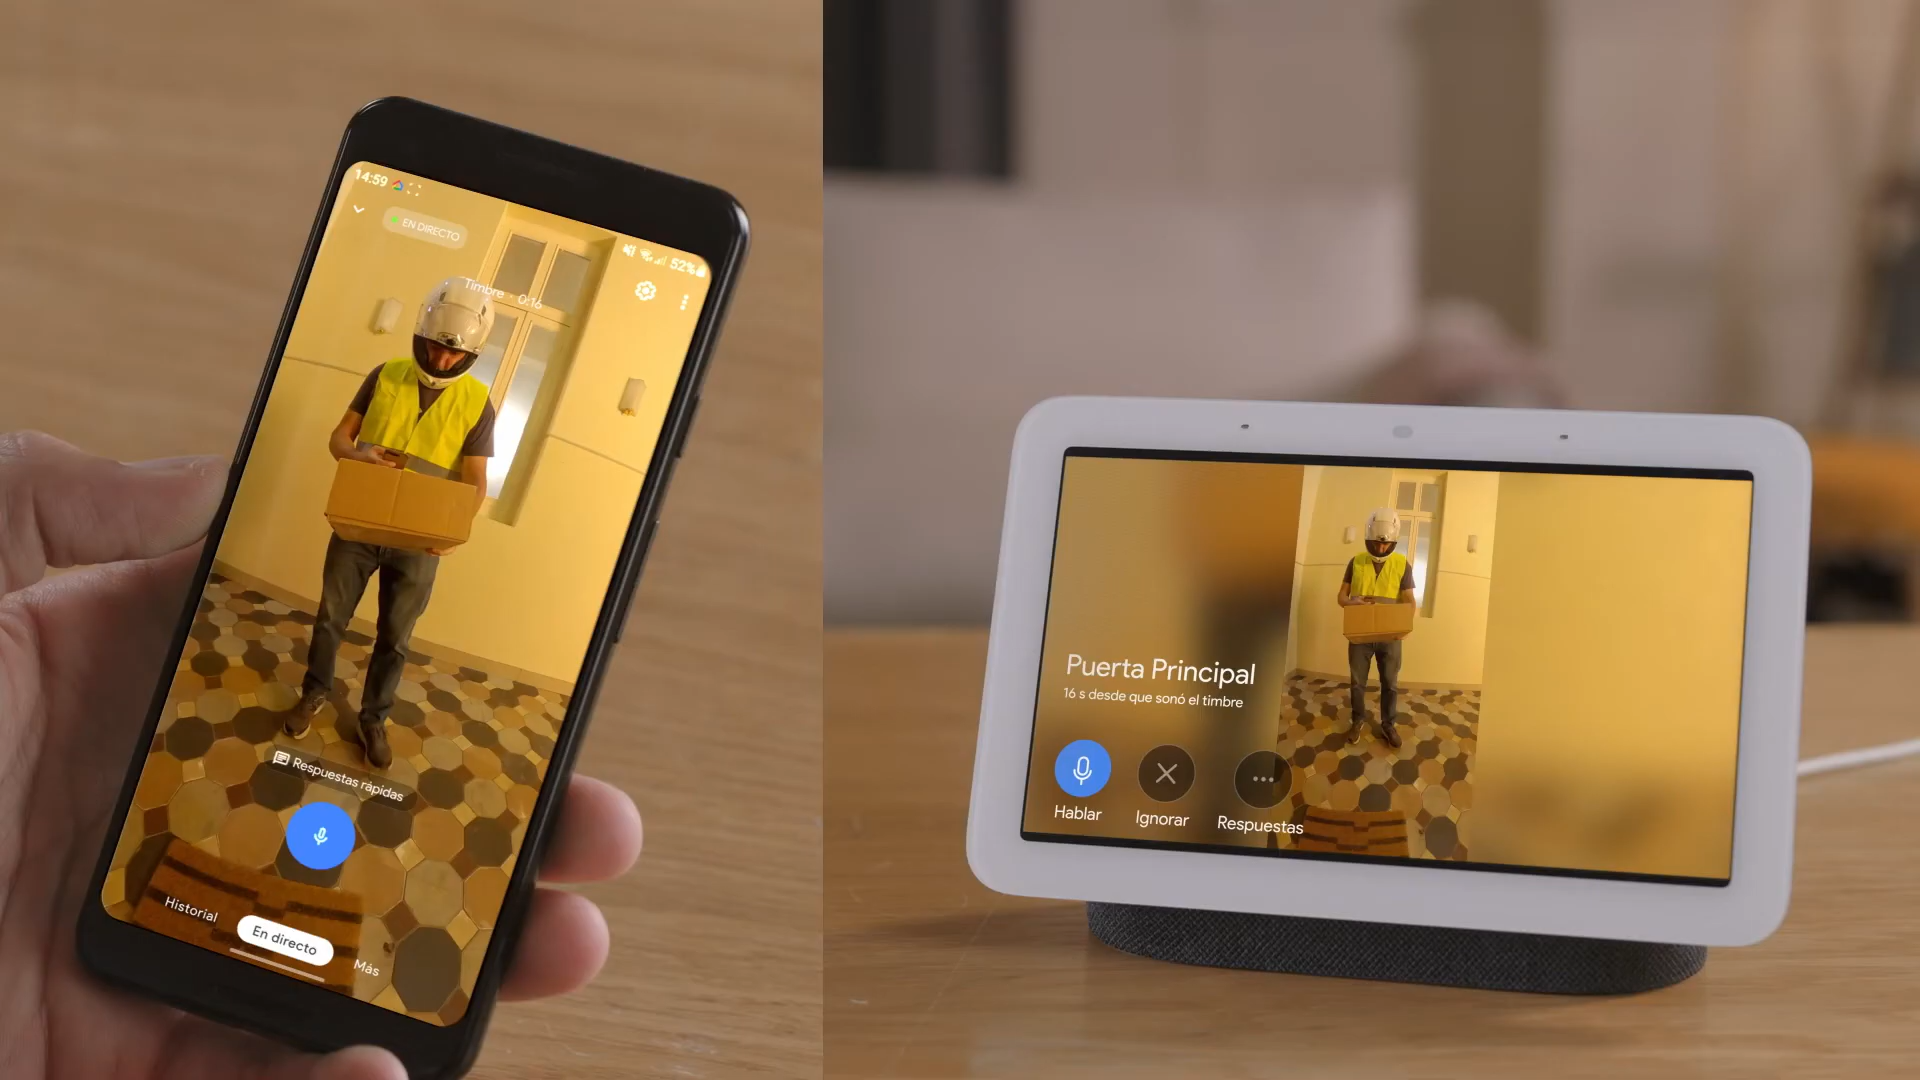 14:59
52%
EN DIRECTO
Timbre · 0:16
Respuestas rápidas
Historial
En directo
Más
Puerta Principal
16 s desde que sonó el timbre
Hablar
Ignorar
Respuestas